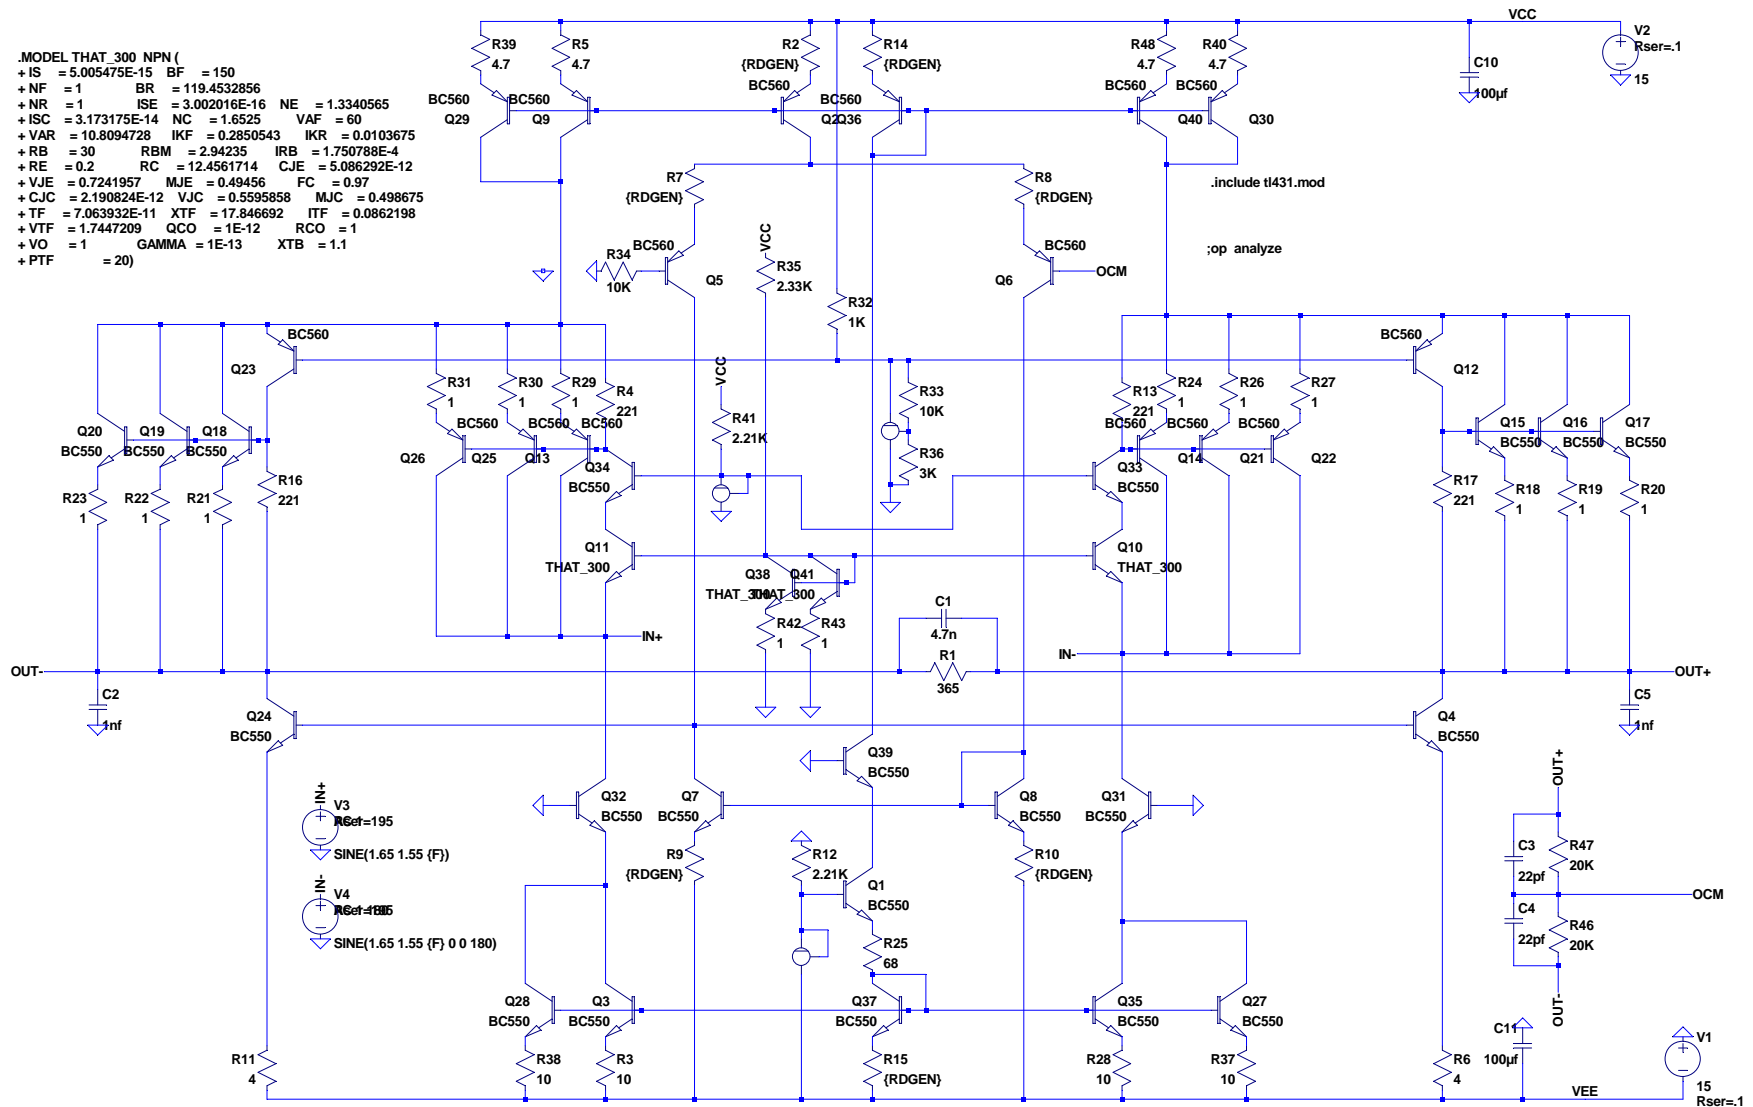 .MODEL THAT_300 NPN (
+ IS = 5.005475E-15 BF = 150
+ NF = 1 BR = 119.4532856
+ NR = 1 ISE = 3.002016E-16 NE = 1.3340565
+ ISC = 3.173175E-14 NC = 1.6525 VAF = 60
+ VAR = 10.8094728 IKF = 0.2850543 IKR = 0.0103675
+ RB = 30 RBM = 2.94235 IRB = 1.750788E-4
+ RE = 0.2 RC = 12.4561714 CJE = 5.086292E-12
+ VJE = 0.7241957 MJE = 0.49456 FC = 0.97
+ CJC = 2.190824E-12 VJC = 0.5595858 MJC = 0.498675
+ TF = 7.063932E-11 XTF = 17.846692 ITF = 0.0862198
+ VTF = 1.7447209 QCO = 1E-12 RCO = 1
+ VO = 1 GAMMA = 1E-13 XTB = 1.1
+ PTF = 20)
R39
4.7
R5
4.7
R2
{RDGEN}
R14
{RDGEN}
R48
4.7
R40
4.7
VCC
V2
Rser=.1
15
C10
100µf
BC560
Q29
BC560
Q9
BC560
Q2
BC560
Q36
BC560
Q40
BC560
Q30
R7
{RDGEN}
R8
{RDGEN}
.include tl431.mod
;op analyze
R34
10K
BC560
Q5
VCC
R35
2.33K
R32
1K
BC560
Q6
OCM
BC560
Q23
BC560
Q12
R31
1
R30
1
R29
1
R4
221
VCC
R41
2.21K
R33
10K
R36
3K
R13
221
R24
1
R26
1
R27
1
Q20
BC550
Q19
BC550
Q18
BC550
R23
1
R22
1
R21
1
R16
221
BC560
Q26
BC560
Q25
BC560
Q13
Q34
BC550
Q33
BC550
BC560
Q14
BC560
Q21
BC560
Q22
Q15
BC550
Q16
BC550
Q17
BC550
R17
221
R18
1
R19
1
R20
1
Q11
THAT_300
Q38
THAT_300
Q41
THAT_300
Q10
THAT_300
R42
1
R43
1
C1
4.7n
R1
365
IN+
IN-
OUT-
OUT+
C2
1nf
C5
1nf
Q24
BC550
Q4
BC550
Q39
BC550
IN+
V3
Rser=195
SINE(1.65 1.55 {F})
IN-
V4
SINE(1.65 1.55 {F} 0 0 180)
Q32
BC550
Q7
BC550
Q8
BC550
Q31
BC550
R9
{RDGEN}
R12
2.21K
R10
{RDGEN}
Q1
BC550
R25
68
OUT+
C3
22pf
R47
20K
OCM
C4
22pf
R46
20K
OUT-
Q28
BC550
Q3
BC550
Q37
BC550
Q35
BC550
Q27
BC550
R11
4
R38
10
R3
10
R15
{RDGEN}
R28
10
R37
10
R6
4
C11
100µf
VEE
V1
15
Rser=.1